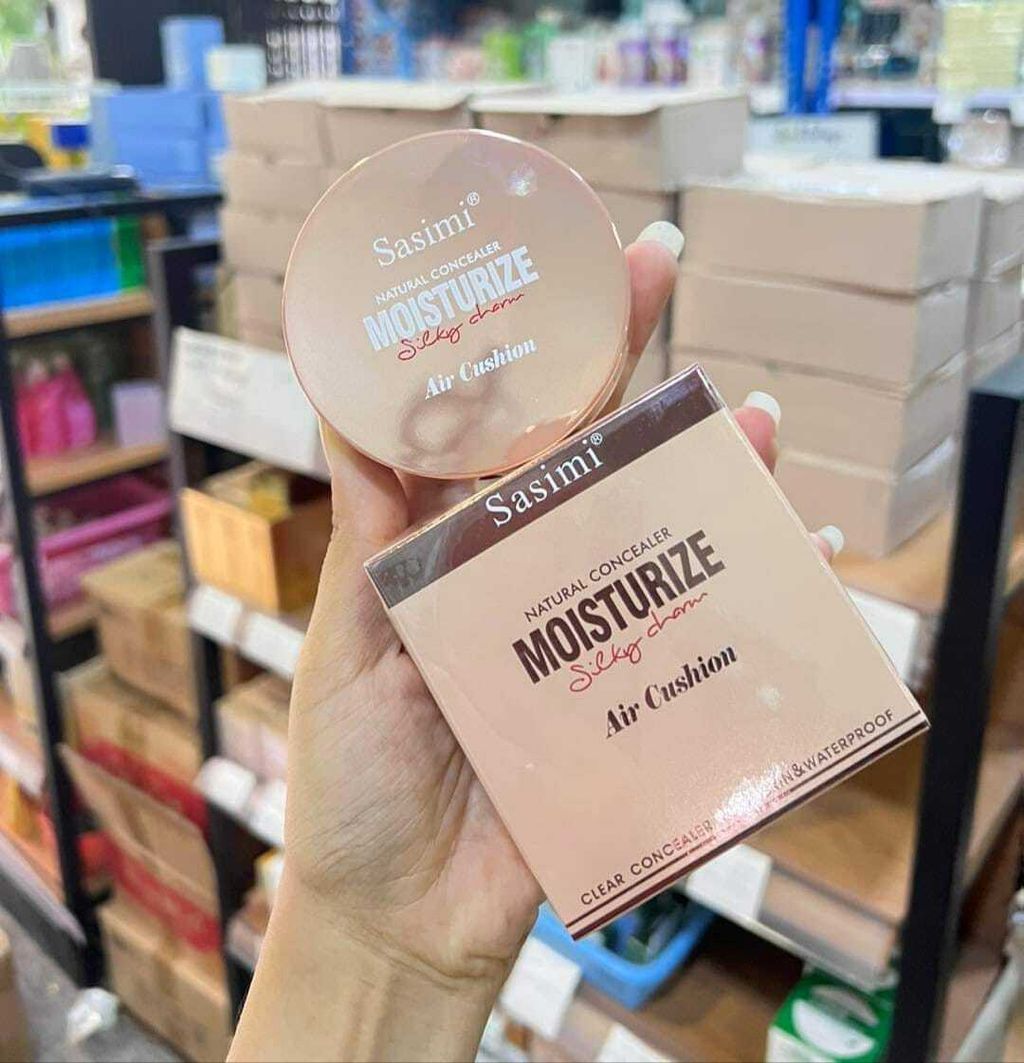 Sasimi®
NATURAL CONCEALER
MOISTURIZE
Silky charm
Air Cushion
Sasimi®
NATURAL CONCEALER
MOISTURIZE
Silky charm
Air Cushion
CLEAR CONCEALER &WATERPROOF